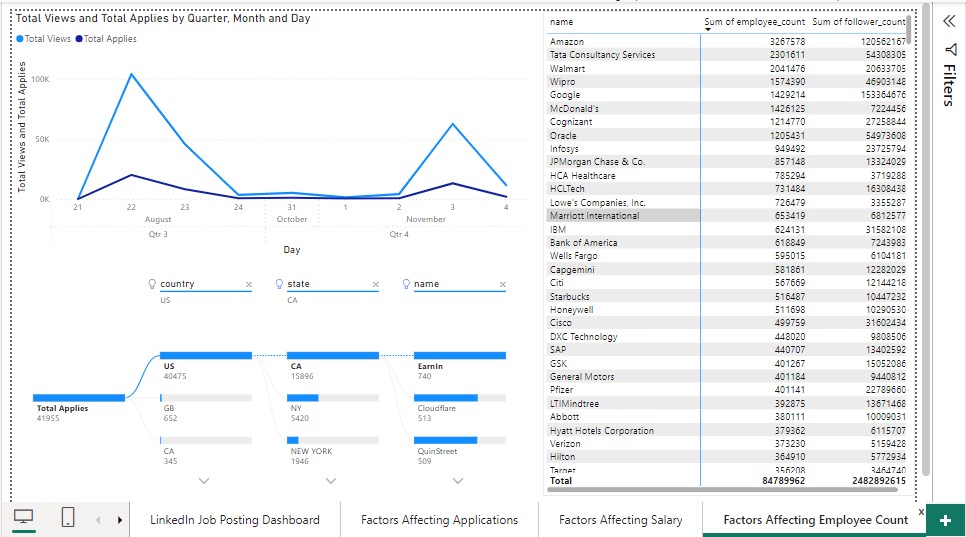 Total Views and Total Applies by Quarter, Month and Day
Total Views Total Applies
Total Views and Total Applies
100K
50K
0K
21 22 23 24 31 1 2 3 4
August October November
Qtr 3 Qtr 4
Day
country × state × name ×
US CA
Total Applies
41955
US
40475
GB
652
CA
345
CA
15896
NY
5420
NEW YORK
1946
EarnIn
740
Cloudflare
513
QuinStreet
509
name Sum of employee_count Sum of follower_count
Amazon 3267578 120562167
Tata Consultancy Services 2301611 54308305
Walmart 2041476 20633705
Wipro 1574390 46903148
Google 1429214 153364676
McDonald's 1426125 7224456
Cognizant 1214770 27258844
Oracle 1205431 54973608
Infosys 949492 23725794
JPMorgan Chase & Co. 857148 13324029
HCA Healthcare 785294 3719288
HCLTech 731484 16308438
Lowe's Companies, Inc. 726479 3355287
Marriott International 653419 6812577
IBM 624131 31582108
Bank of America 618849 7243983
Wells Fargo 595015 6104181
Capgemini 581861 12282029
Citi 567669 12144218
Starbucks 516487 10447232
Honeywell 511698 10290530
Cisco 499759 31602434
DXC Technology 448020 9808506
SAP 440707 13402592
GSK 401267 15052086
General Motors 401184 9440812
Pfizer 401141 22789660
LTIMindtree 392875 13671468
Abbott 380111 10009031
Hyatt Hotels Corporation 379362 6115707
Verizon 373230 5159428
Hilton 364910 5772934
Target 356208 3464740
Total 84789962 2482892615
Filters
LinkedIn Job Posting Dashboard
Factors Affecting Applications
Factors Affecting Salary
Factors Affecting Employee Count
x
+